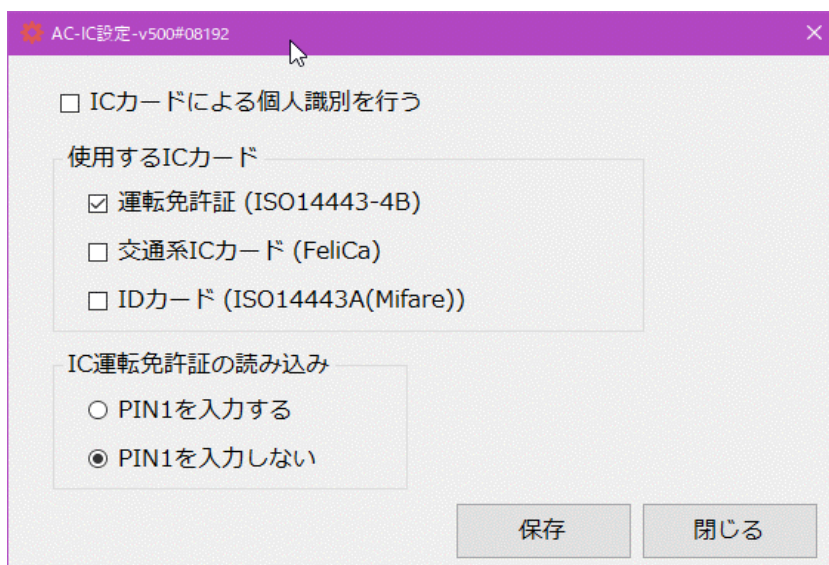 AC-IC設定-v500#08192
ICカードによる個人識別を行う
使用するICカード
運転免許証 (ISO14443-4B)
交通系ICカード (FeliCa)
IDカード (ISO14443A(Mifare))
IC運転免許証の読み込み
PIN1を入力する
PIN1を入力しない
保存 閉じる